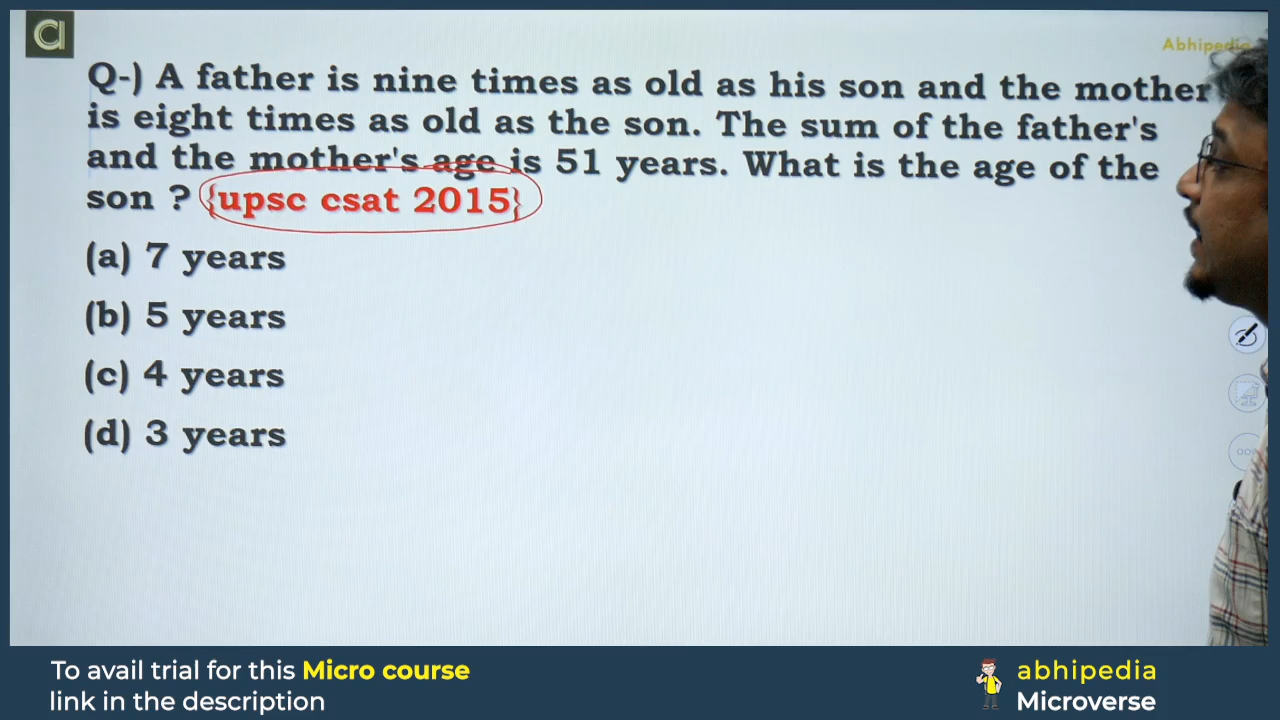 Abhipedia
Q-) A father is nine times as old as his son and the mother
is eight times as old as the son. The sum of the father's
and the mother's age is 51 years. What is the age of the
son ? {upsc csat 2015}
(a) 7 years
(b) 5 years
(c) 4 years
(d) 3 years
To avail trial for this Micro course
link in the description
abhipedia
Microverse